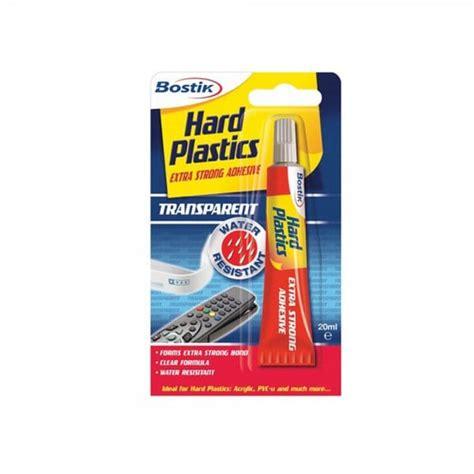 Bostik
Hard
Plastics
EXTRA STRONG ADHESIVE
TRANSPARENT
WATER
RESISTANT
• FORMS EXTRA STRONG BOND
• CLEAR FORMULA
• WATER RESISTANT
Ideal for Hard Plastics: Acrylic, PVC-u and much more...
Bostik
Hard
Plastics
EXTRA STRONG
ADHESIVE
20ml e